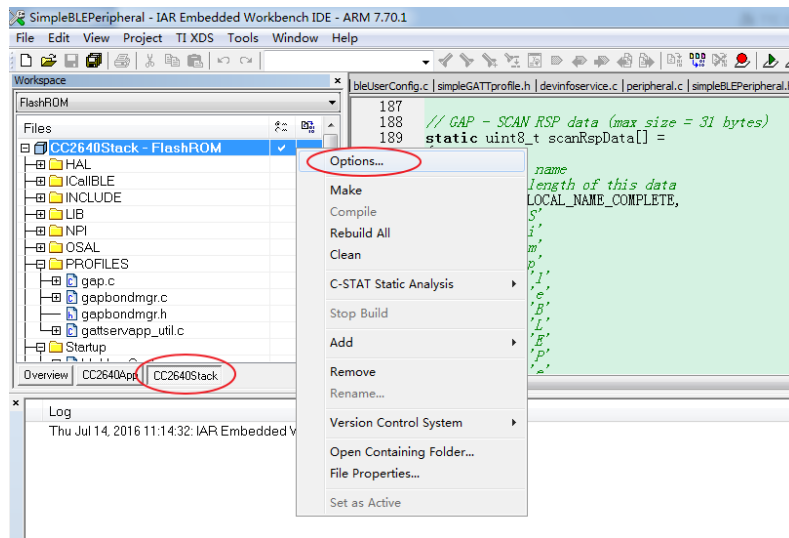 SimpleBLEPeripheral - IAR Embedded Workbench IDE - ARM 7.70.1
File Edit View Project TI XDS Tools Window Help
Workspace
bleUserConfig.c simpleGATTprofile.h devinfoservice.c peripheral.c simpleBLEPeripheral.
FlashROM
Files
CC2640Stack - FlashROM
HAL
ICallBLE
INCLUDE
LIB
NPI
OSAL
PROFILES
gap.c
gapbondmgr.c
gapbondmgr.h
gattservapp_util.c
Startup
Overview CC2640App CC2640Stack
187
188 // GAP - SCAN RSP data (max size = 31 bytes)
189 static uint8_t scanRspData[] =
name
length of this data
LOCAL_NAME_COMPLETE,
S'
i'
m'
p'
'l'
'e'
'B'
'L'
'E'
'P'
Options...
Make
Compile
Rebuild All
Clean
C-STAT Static Analysis
Stop Build
Add
Remove
Rename...
Version Control System
Open Containing Folder...
File Properties...
Set as Active
Log
Thu Jul 14, 2016 11:14:32: IAR Embedded